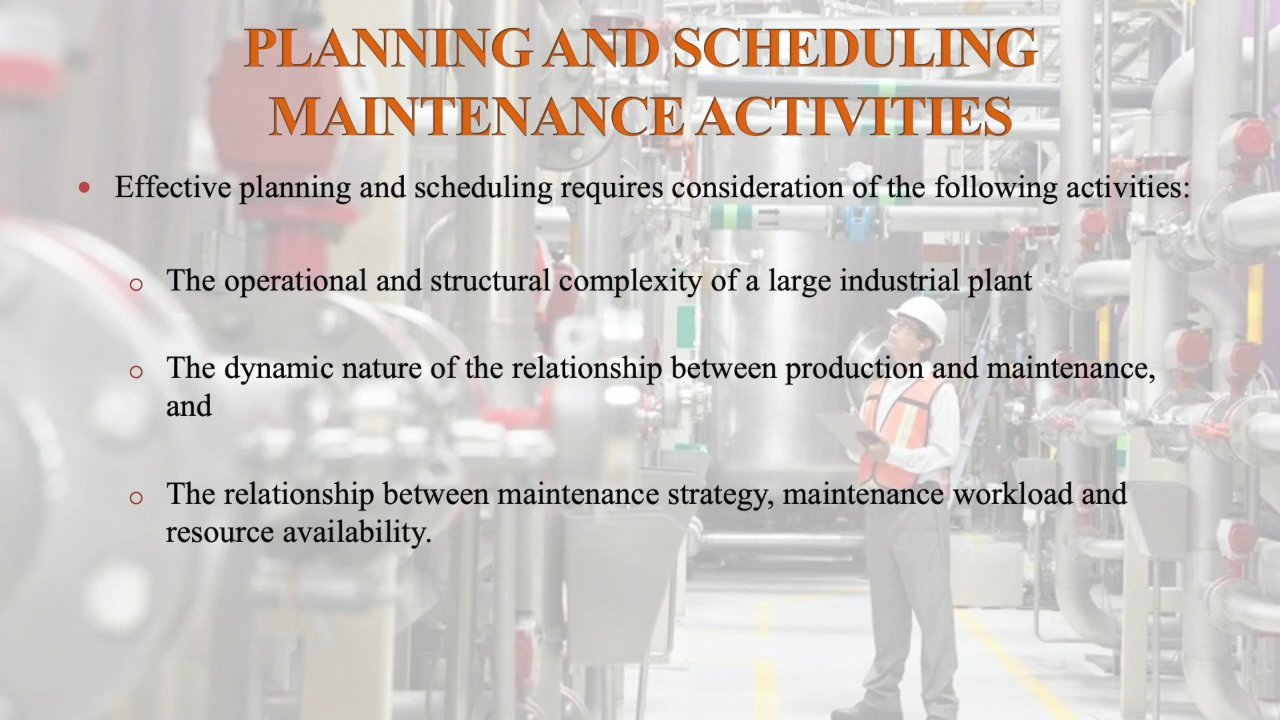 PLANNING AND SCHEDULING
MAINTENANCE ACTIVITIES
• Effective planning and scheduling requires consideration of the following activities:
o The operational and structural complexity of a large industrial plant
o The dynamic nature of the relationship between production and maintenance,
and
o The relationship between maintenance strategy, maintenance workload and
resource availability.